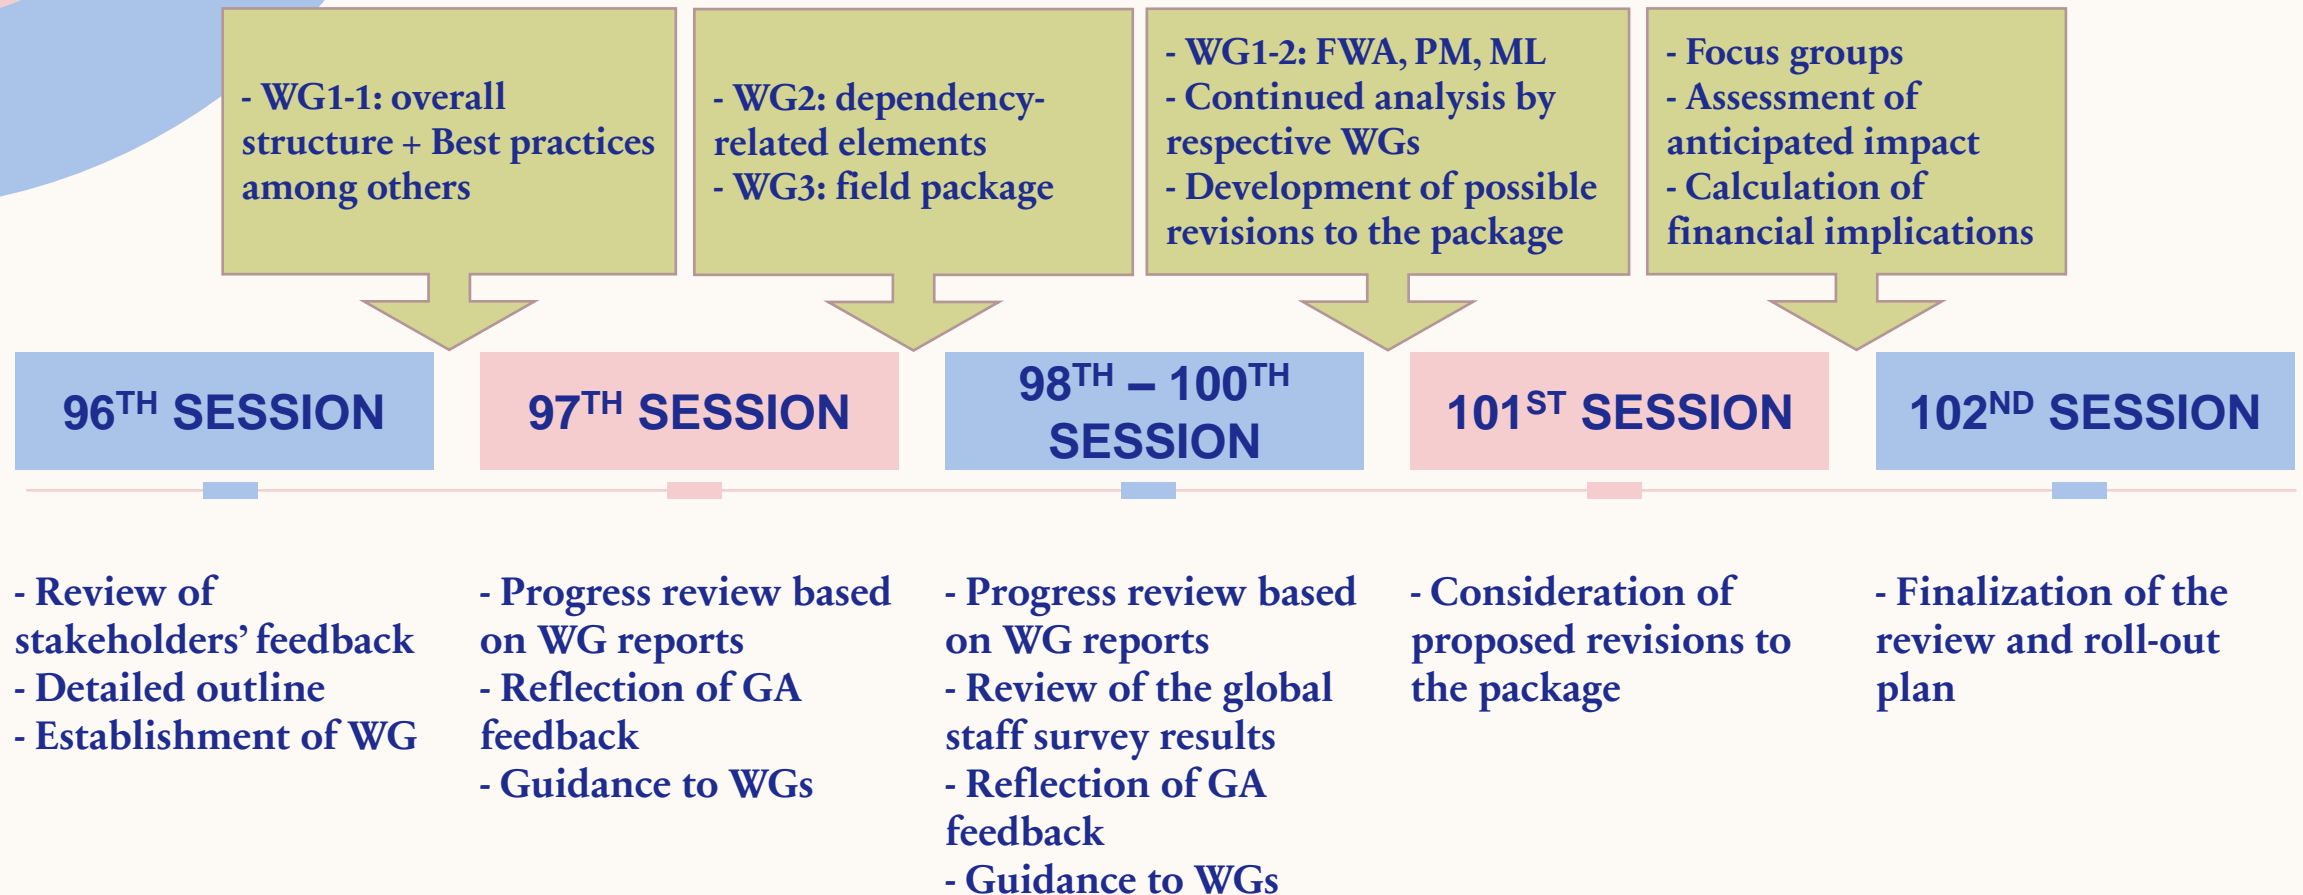 - WG1-1: overall
structure + Best practices
among others
- WG2: dependency-
related elements
- WG3: field package
- WG1-2: FWA, PM, ML
- Continued analysis by
respective WGs
- Development of possible
revisions to the package
- Focus groups
- Assessment of
anticipated impact
- Calculation of
financial implications
96TH SESSION
97TH SESSION
98TH – 100TH
SESSION
101ST SESSION
102ND SESSION
- Review of
stakeholders’ feedback
- Detailed outline
- Establishment of WG
- Progress review based
on WG reports
- Reflection of GA
feedback
- Guidance to WGs
- Progress review based
on WG reports
- Review of the global
staff survey results
- Reflection of GA
feedback
- Guidance to WGs
- Consideration of
proposed revisions to
the package
- Finalization of the
review and roll-out
plan